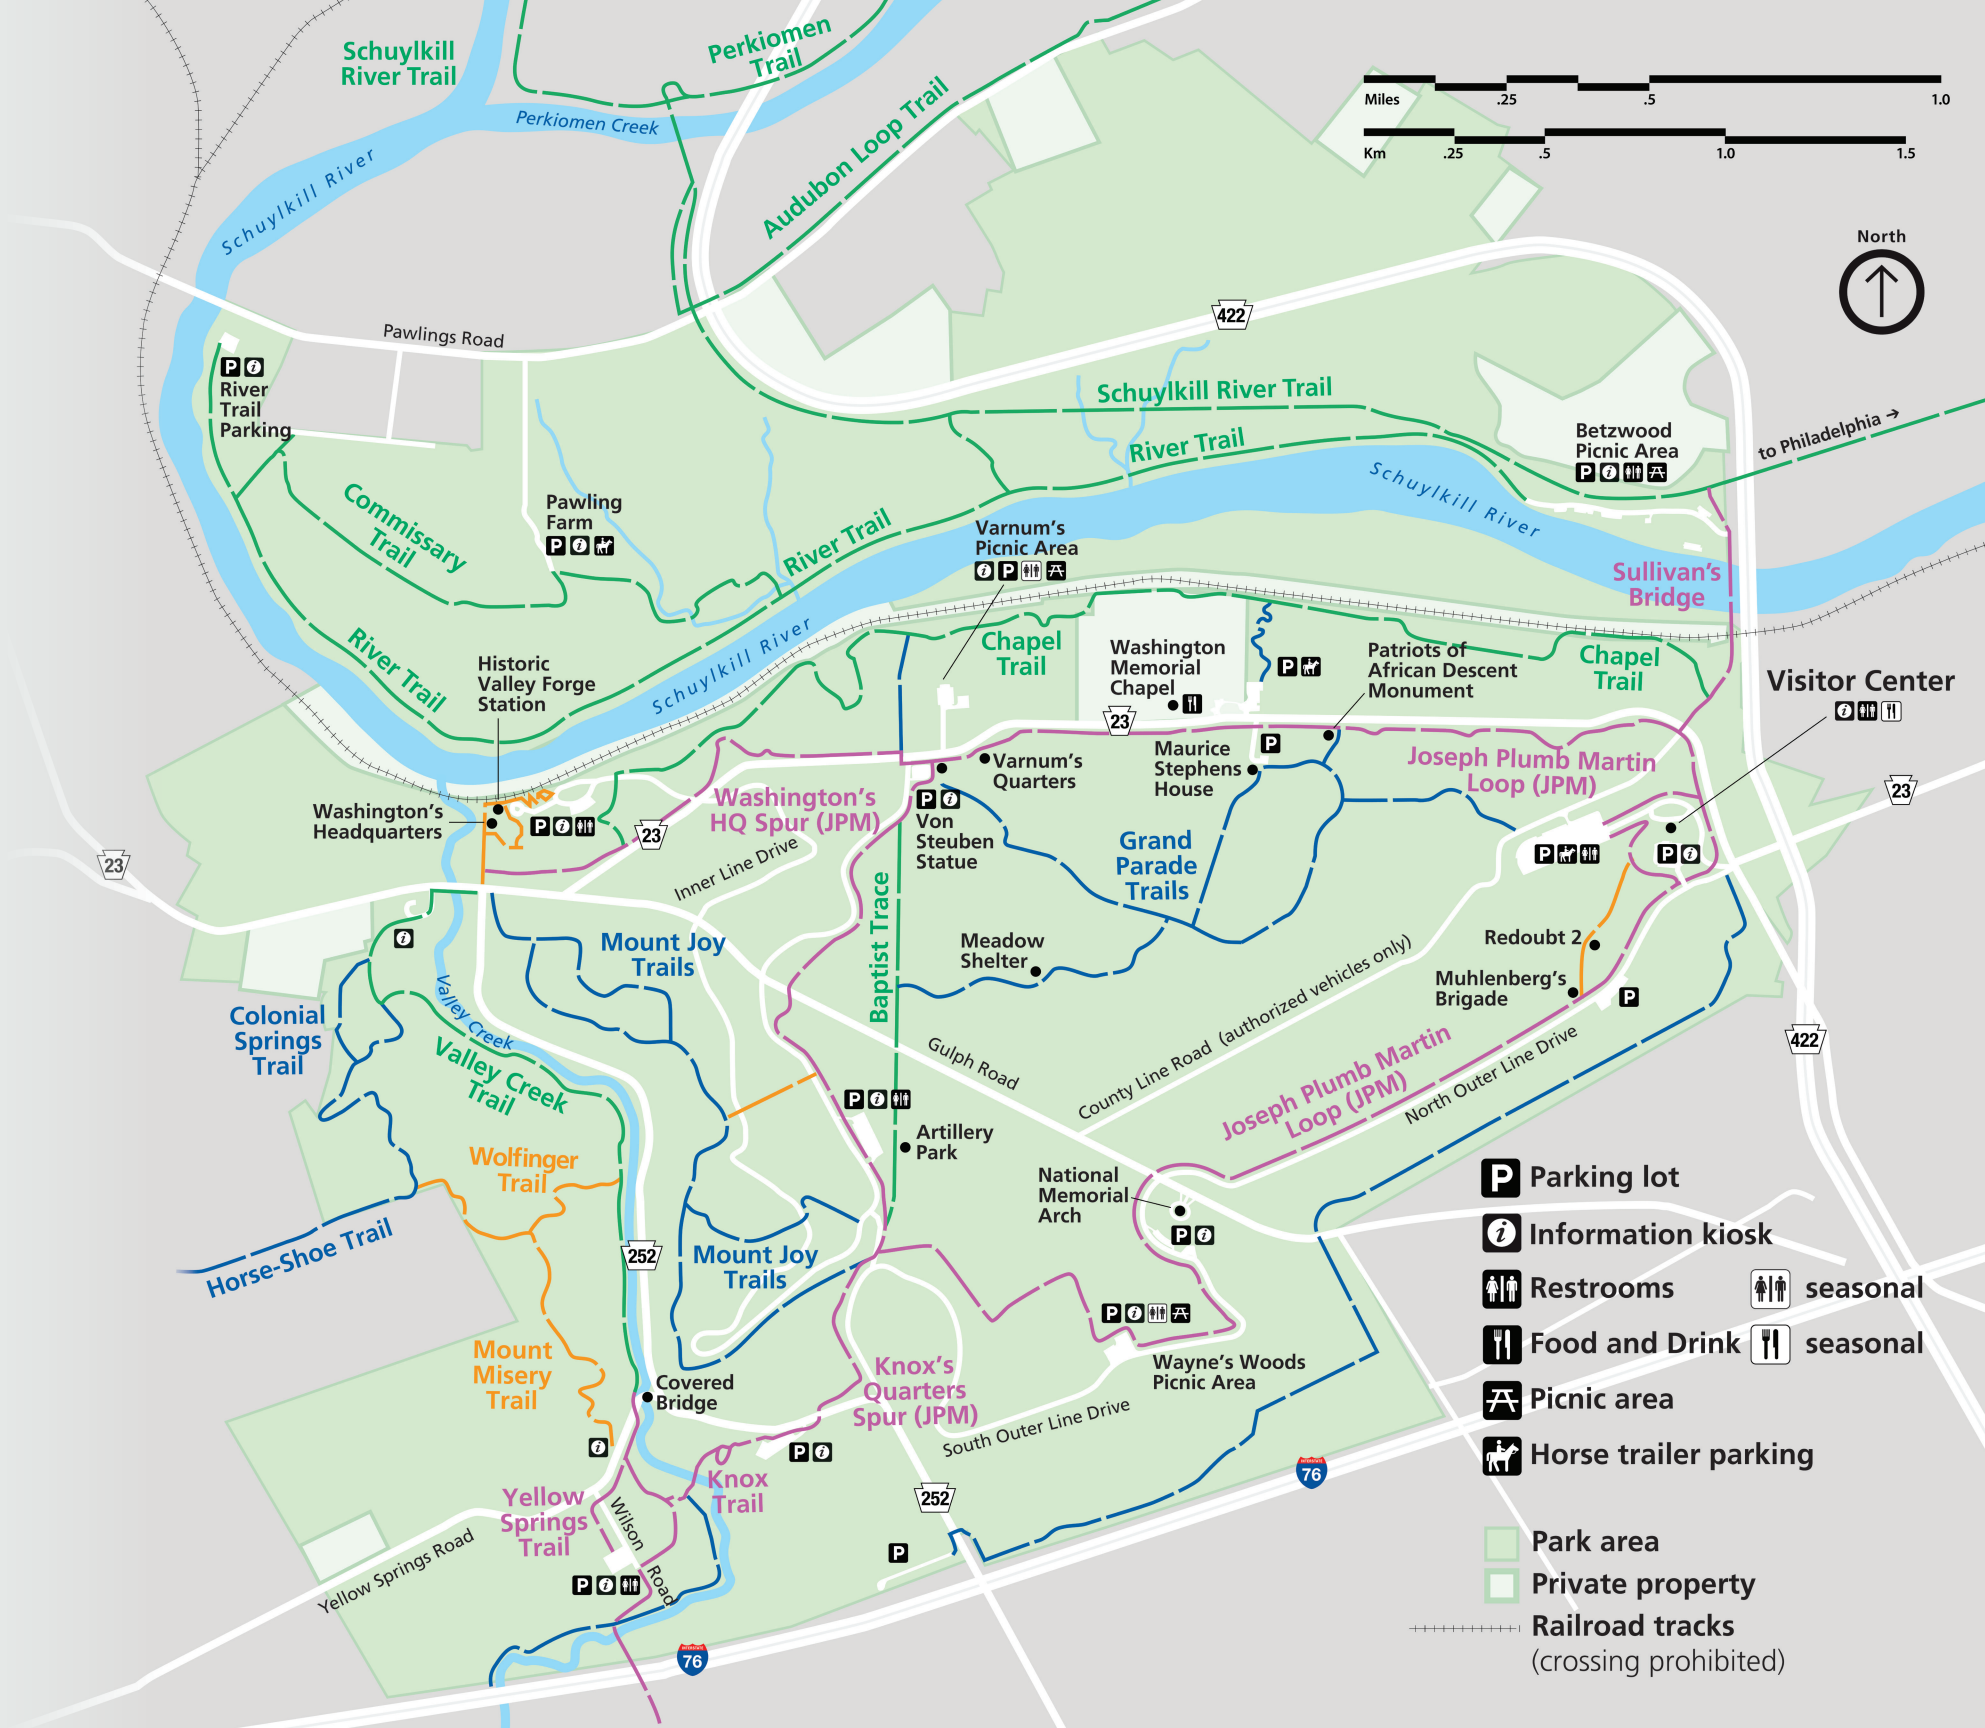 Schuylkill
River Trail
Perkiomen
Trail
Perkiomen Creek
Audubon Loop Trail
Miles
.25
.5
1.0
Km
.25
.5
1.0
1.5
North
Schuylkill River
422
Pawlings Road
P i
River
Trail
Parking
Schuylkill River Trail
River Trail
Betzwood
Picnic Area
P i
to Philadelphia →
Schuylkill River
Commissary
Trail
Pawling
Farm
P i
River Trail
Varnum's
Picnic Area
i P
Sullivan's
Bridge
River Trail
Historic
Valley Forge
Station
Schuylkill River
Chapel
Trail
Washington
Memorial
Chapel
P
Patriots of
African Descent
Monument
Chapel
Trail
Visitor Center
i
23
Washington's
Headquarters
P i
23
Washington's
HQ Spur (JPM)
Varnum's
Quarters
Maurice
Stephens
House
P
Joseph Plumb Martin
Loop (JPM)
23
P i
Von
Steuben
Statue
Inner Line Drive
Grand
Parade
Trails
P
P i
23
Baptist Trace
i
Mount Joy
Trails
Meadow
Shelter
Redoubt 2
Muhlenberg's
Brigade
P
Colonial
Springs
Trail
Valley Creek
Valley Creek
Trail
Gulph Road
County Line Road (authorized vehicles only)
Joseph Plumb Martin
Loop (JPM)
North Outer Line Drive
422
P i
Artillery
Park
Wolfinger
Trail
National
Memorial
Arch
P i
Horse-Shoe Trail
252
Mount Joy
Trails
P i
Wayne's Woods
Picnic Area
Mount
Misery
Trail
Covered
Bridge
Knox's
Quarters
Spur (JPM)
South Outer Line Drive
i
P i
Knox
Trail
Yellow
Springs
Trail
Wilson Road
Yellow Springs Road
P i
252
P
INTERSTATE
76
INTERSTATE
76
P Parking lot
i Information kiosk
Restrooms seasonal
Food and Drink seasonal
Picnic area
Horse trailer parking
Park area
Private property
Railroad tracks
(crossing prohibited)